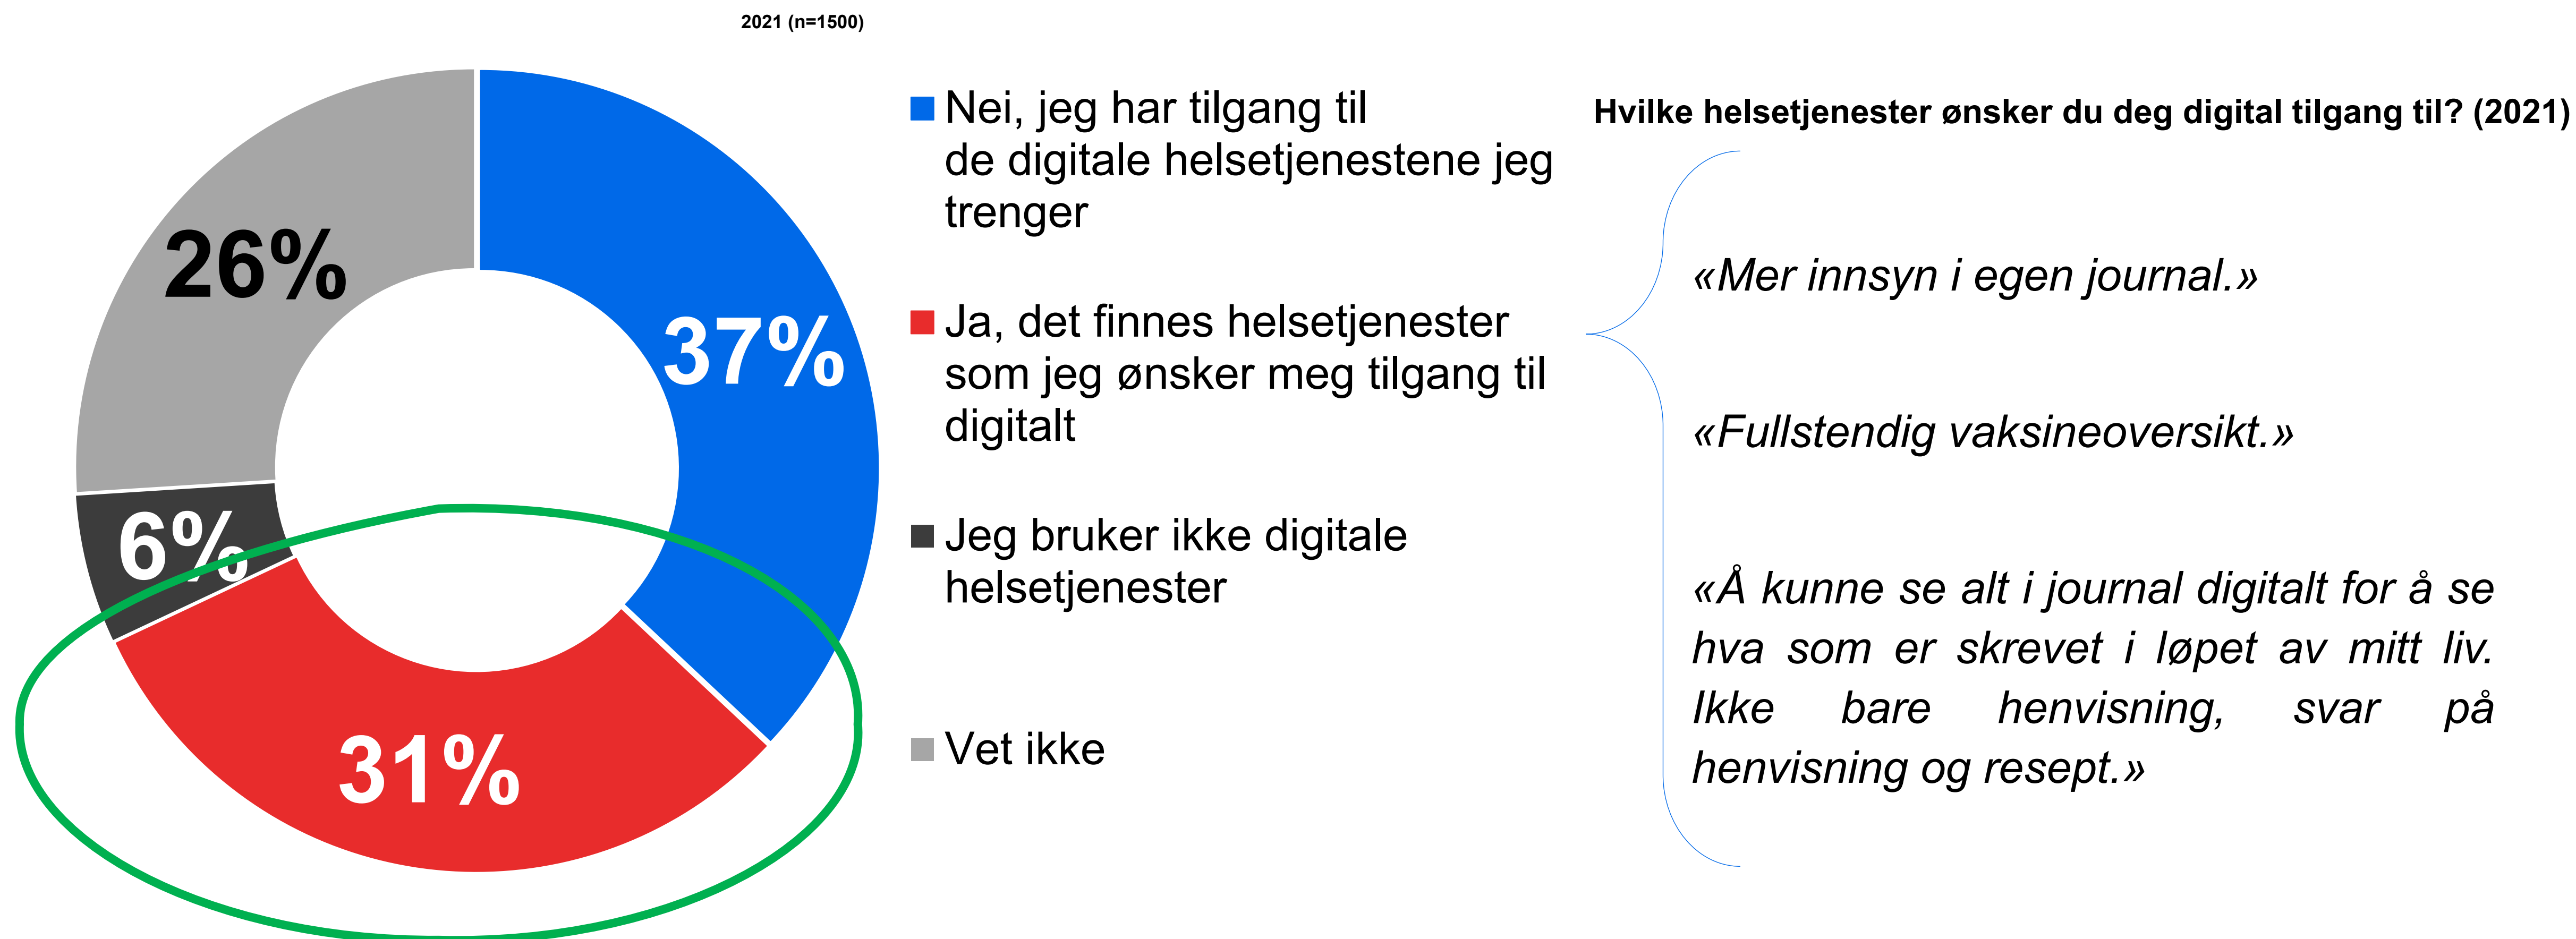 2021 (n=1500)
26%
37%
6%
31%
Nei, jeg har tilgang til
de digitale helsetjenestene jeg
trenger
Ja, det finnes helsetjenester
som jeg ønsker meg tilgang til
digitalt
Jeg bruker ikke digitale
helsetjenester
Vet ikke
Hvilke helsetjenester ønsker du deg digital tilgang til? (2021)
«Mer innsyn i egen journal.»
«Fullstendig vaksineoversikt.»
«Å kunne se alt i journal digitalt for å se
hva som er skrevet i løpet av mitt liv.
Ikke bare henvisning, svar på
henvisning og resept.»